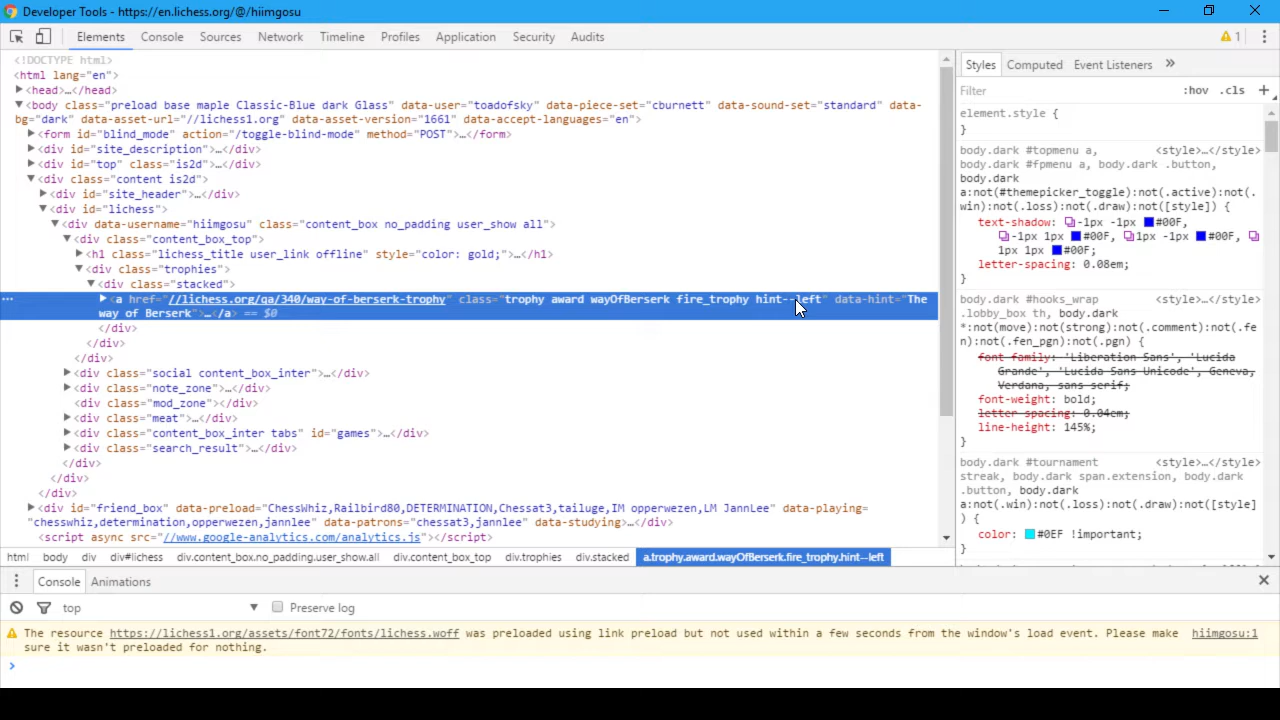 Developer Tools - https://en.lichess.org/@/hiimgosu
Elements Console Sources Network Timeline Profiles Application Security Audits 1
<!DOCTYPE html>
<html lang="en">
<head>…</head>
<body class="preload base maple Classic-Blue dark Glass" data-user="toadofsky" data-piece-set="cburnett" data-sound-set="standard" data-
bg="dark" data-asset-url="//lichess1.org" data-asset-version="1661" data-accept-languages="en">
<form id="blind_mode" action="/toggle-blind-mode" method="POST">…</form>
<div id="site_description">…</div>
<div id="top" class="is2d">…</div>
<div class="content is2d">
<div id="site_header">…</div>
<div id="lichess">
<div data-username="hiimgosu" class="content_box no_padding user_show all">
<div class="content_box_top">
<h1 class="lichess_title user_link offline" style="color: gold;">…</h1>
<div class="trophies">
<div class="stacked">
<a href="//lichess.org/qa/340/way-of-berserk-trophy" class="trophy award wayOfBerserk fire_trophy hint--left" data-hint="The
way of Berserk">…</a> == $0
</div>
</div>
</div>
<div class="social content_box_inter">…</div>
<div class="note_zone">…</div>
<div class="mod_zone"></div>
<div class="meat">…</div>
<div class="content_box_inter tabs" id="games">…</div>
<div class="search_result">…</div>
</div>
</div>
</div>
<div id="friend_box" data-preload="ChessWhiz,Railbird80,DETERMINATION,Chessat3,tailuge,IM opperwezen,LM JannLee" data-playing=
"chesswhiz,determination,opperwezen,jannlee" data-patrons="chessat3,jannlee" data-studying>…</div>
<script async src="//www.google-analytics.com/analytics.js"></script>
html body div div#lichess div.content_box.no_padding.user_show.all div.content_box_top div.trophies div.stacked a.trophy.award.wayOfBerserk.fire_trophy.hint--left
Styles Computed Event Listeners »
Filter :hov .cls +
element.style {
}
body.dark #topmenu a, <style>…</style>
body.dark #fpmenu a, body.dark .button,
body.dark
a:not(#themepicker_toggle):not(.active):not(.
win):not(.loss):not(.draw):not([style]) {
text-shadow: -1px -1px #00F,
-1px 1px #00F, 1px -1px #00F,
1px 1px #00F;
letter-spacing: 0.08em;
}
body.dark #hooks_wrap <style>…</style>
.lobby_box th, body.dark
*:not(move):not(strong):not(.comment):not(.fe
n):not(.fen_pgn):not(.pgn) {
font-family: 'Liberation Sans', 'Lucida
Grande', 'Lucida Sans Unicode', Geneva,
Verdana, sans serif;
font-weight: bold;
letter-spacing: 0.04em;
line-height: 145%;
}
body.dark #tournament <style>…</style>
streak, body.dark span.extension, body.dark
.button, body.dark
a:not(.win):not(.loss):not(.draw):not([style]
) {
color: #0EF !important;
}
Console Animations
top Preserve log
The resource https://lichess1.org/assets/font72/fonts/lichess.woff was preloaded using link preload but not used within a few seconds from the window's load event. Please make hiimgosu:1
sure it wasn't preloaded for nothing.